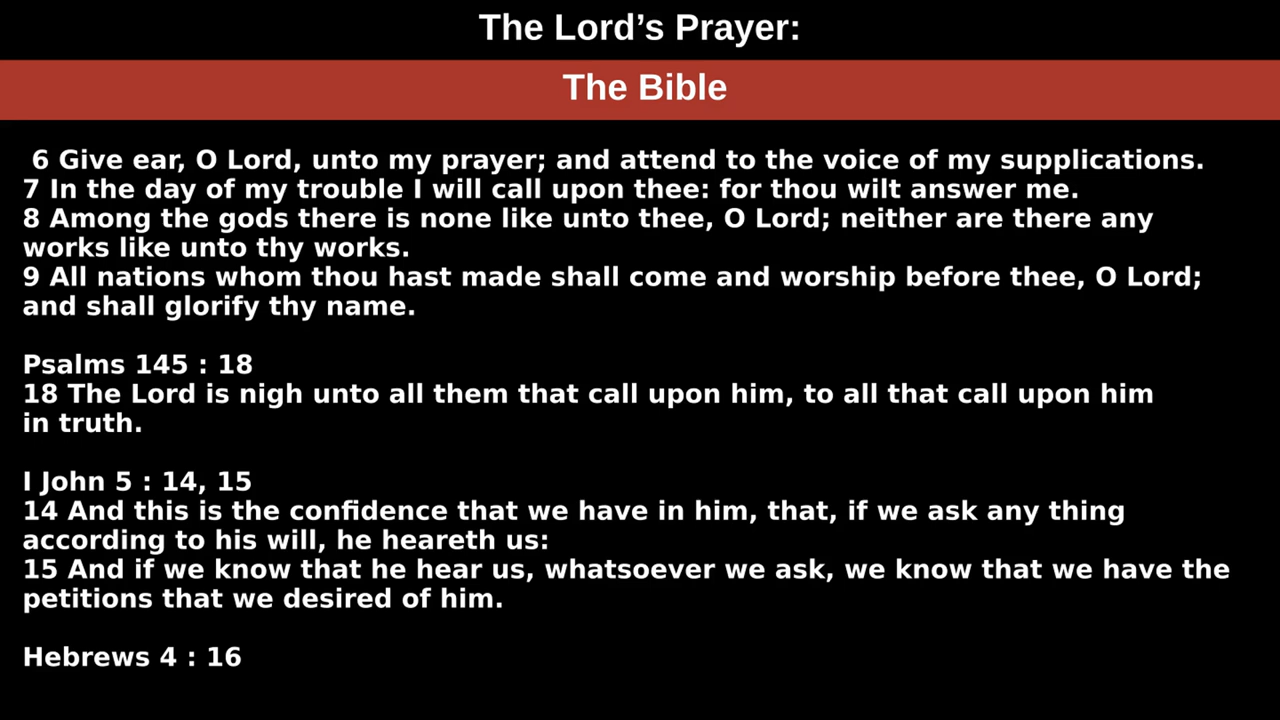 The Lord’s Prayer:
The Bible
6 Give ear, O Lord, unto my prayer; and attend to the voice of my supplications.
7 In the day of my trouble I will call upon thee: for thou wilt answer me.
8 Among the gods there is none like unto thee, O Lord; neither are there any
works like unto thy works.
9 All nations whom thou hast made shall come and worship before thee, O Lord;
and shall glorify thy name.
Psalms 145 : 18
18 The Lord is nigh unto all them that call upon him, to all that call upon him
in truth.
I John 5 : 14, 15
14 And this is the confidence that we have in him, that, if we ask any thing
according to his will, he heareth us:
15 And if we know that he hear us, whatsoever we ask, we know that we have the
petitions that we desired of him.
Hebrews 4 : 16